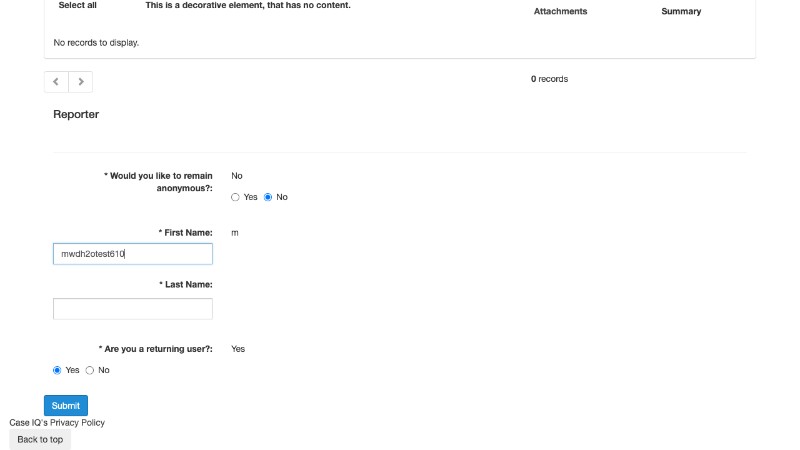 Select all This is a decorative element, that has no content. Attachments Summary
No records to display.
0 records
Reporter
* Would you like to remain anonymous?: No
Yes No
* First Name: m
mwdh2otest610
* Last Name:
* Are you a returning user?: Yes
Yes No
Submit
Case IQ's Privacy Policy
Back to top